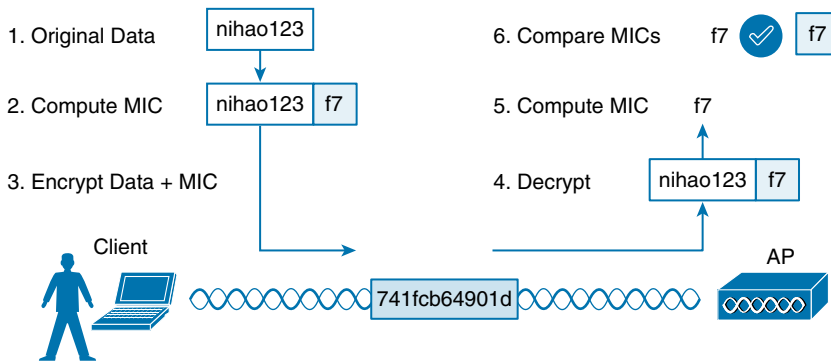 1. Original Data
nihao123
2. Compute MIC
nihao123 f7
3. Encrypt Data + MIC
6. Compare MICs f7 f7
5. Compute MIC f7
4. Decrypt nihao123 f7
Client
741fcb64901d
AP